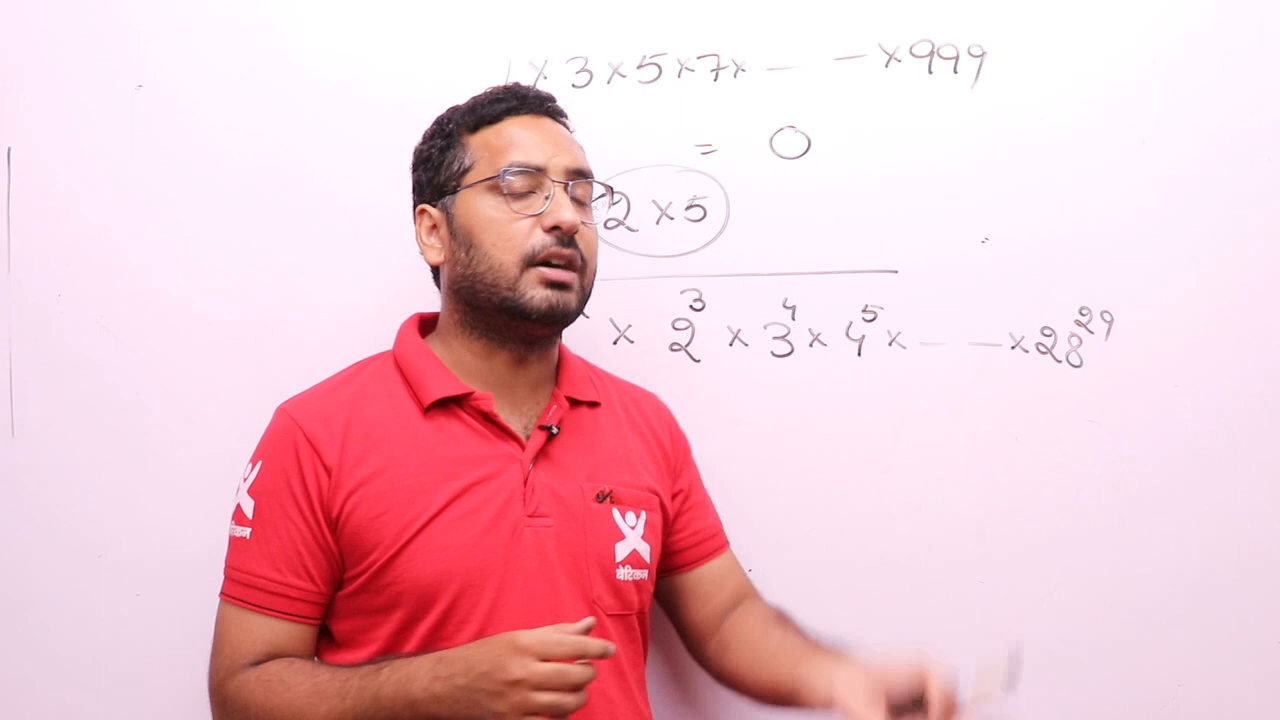 1 × 3 × 5 × 7 × — — × 999
= 0
2 × 5
× 2³ × 3⁴ × 4⁵ × — — × 28²⁹
वेटिकन